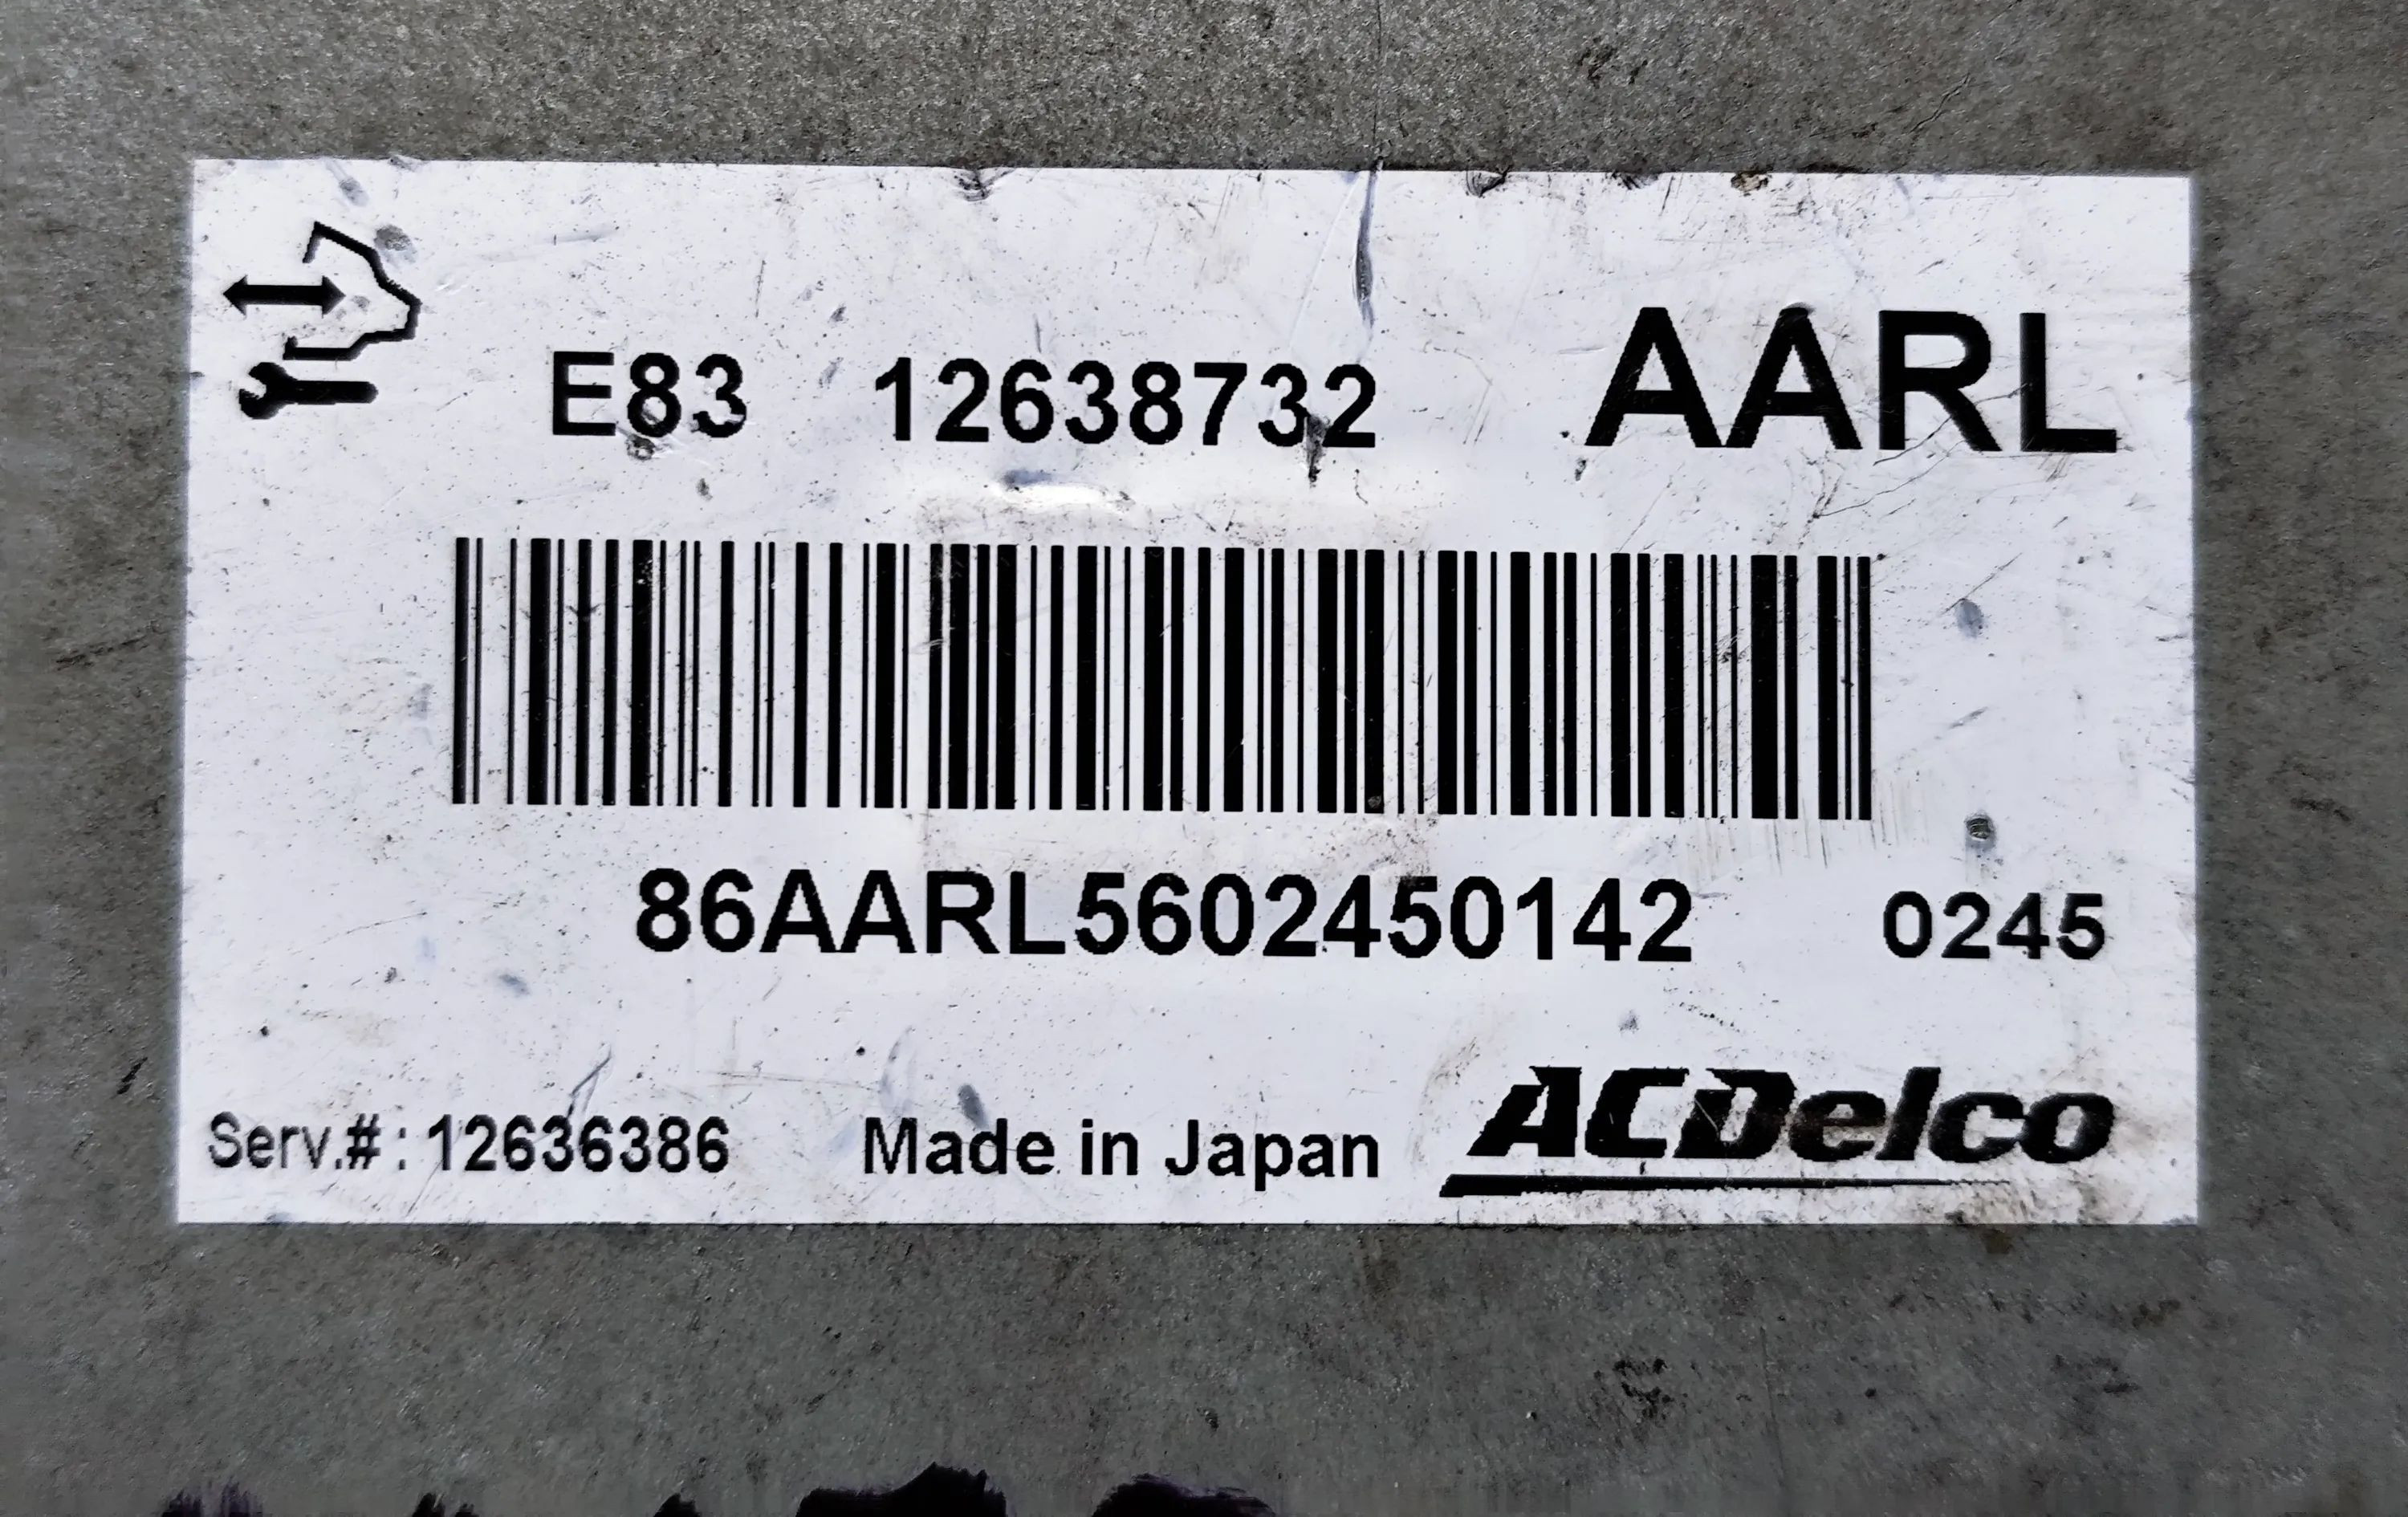 E83 12638732 AARL
86AARL5602450142 0245
Serv.#: 12636386 Made in Japan ACDelco